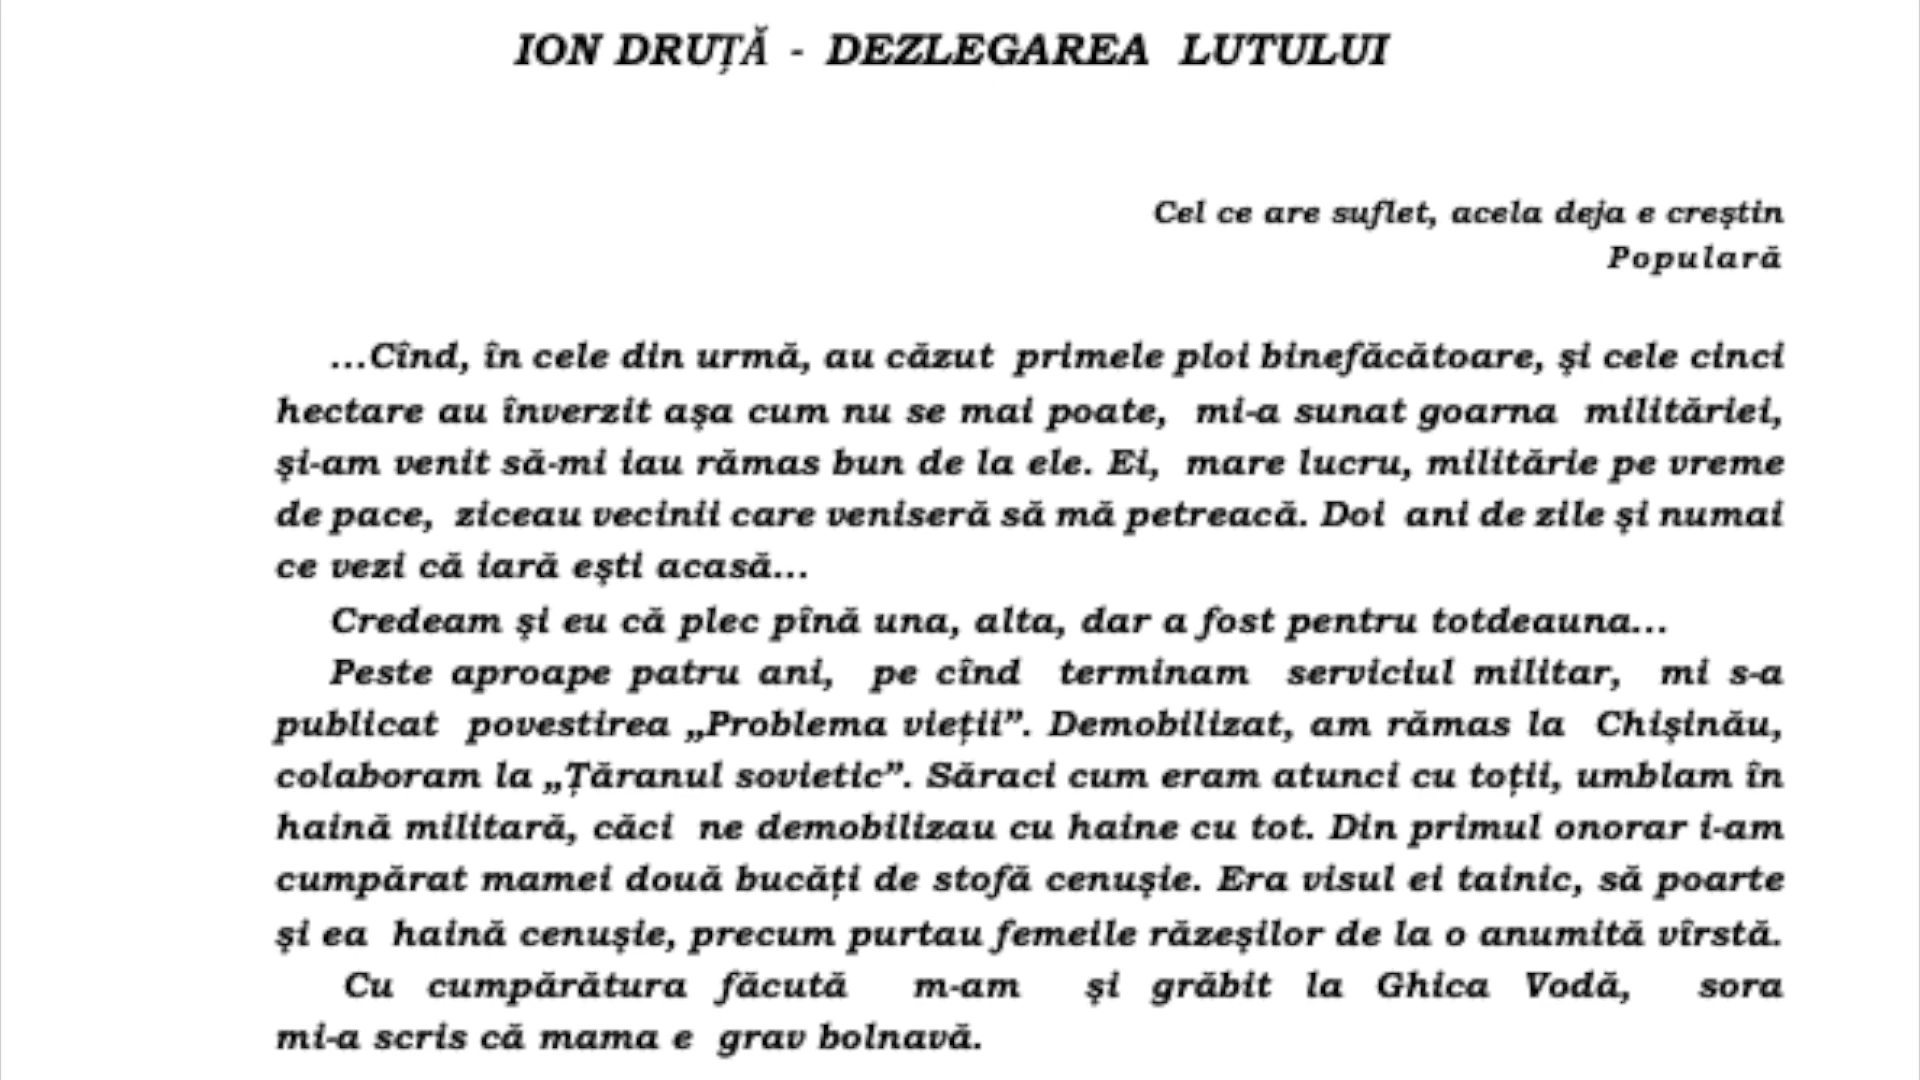 ION DRUŢĂ - DEZLEGAREA LUTULUI
Cel ce are suflet, acela deja e creştin
Populară
...Cînd, în cele din urmă, au căzut primele ploi binefăcătoare, şi cele cinci
hectare au înverzit aşa cum nu se mai poate, mi-a sunat goarna milităriei,
şi-am venit să-mi iau rămas bun de la ele. Ei, mare lucru, militărie pe vreme
de pace, ziceau vecinii care veniseră să mă petreacă. Doi ani de zile şi numai
ce vezi că iară eşti acasă...
Credeam şi eu că plec pînă una, alta, dar a fost pentru totdeauna...
Peste aproape patru ani, pe cînd terminam serviciul militar, mi s-a
publicat povestirea „Problema vieţii”. Demobilizat, am rămas la Chişinău,
colaboram la „Ţăranul sovietic”. Săraci cum eram atunci cu toţii, umblam în
haină militară, căci ne demobilizau cu haine cu tot. Din primul onorar i-am
cumpărat mamei două bucăţi de stofă cenuşie. Era visul ei tainic, să poarte
şi ea haină cenuşie, precum purtau femeile răzeşilor de la o anumită vîrstă.
Cu cumpărătura făcută m-am şi grăbit la Ghica Vodă, sora
mi-a scris că mama e grav bolnavă.